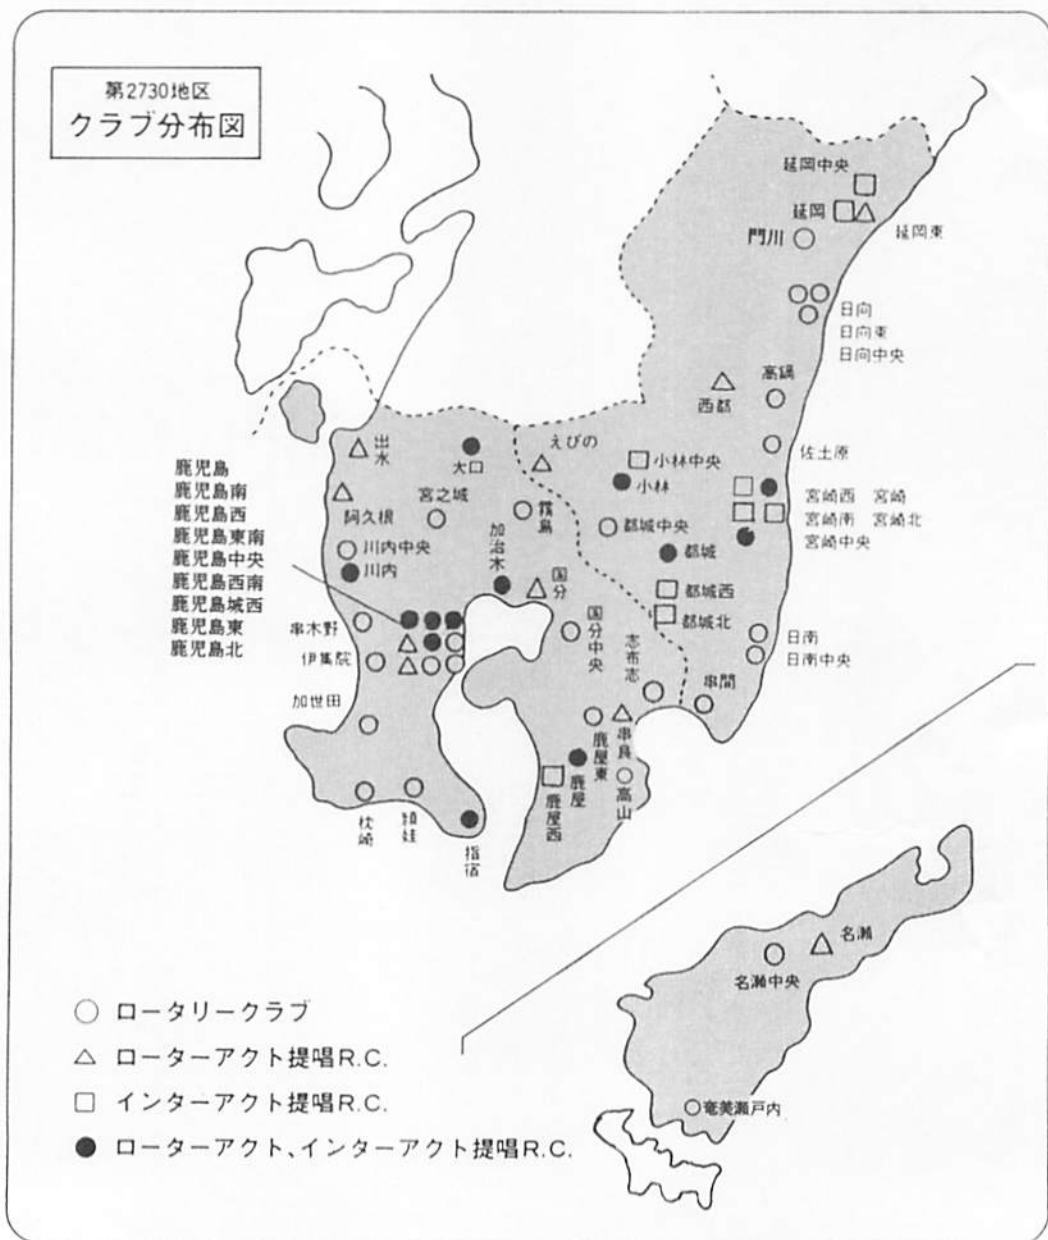 第2730地区
クラブ分布図
延岡中央
延岡
延岡東
門川
日向
日向東
日向中央
高鍋
西都
佐土原
出水
大口
えびの
小林中央
小林
宮崎西 宮崎
宮崎南 宮崎北
宮崎中央
鹿児島
鹿児島南
鹿児島西
鹿児島東南
鹿児島中央
鹿児島西南
鹿児島城西
鹿児島東
鹿児島北
阿久根
宮之城
霧島
都城中央
川内中央
川内
加治木
国分
都城
都城西
都城北
串木野
伊集院
国分中央
志布志
日南
日南中央
加世田
串間
鹿屋東
串良
鹿屋
高山
鹿屋西
枕崎
頴娃
指宿
名瀬
名瀬中央
奄美瀬戸内
○ ロータリークラブ
△ ローターアクト提唱R.C.
□ インターアクト提唱R.C.
● ローターアクト、インターアクト提唱R.C.